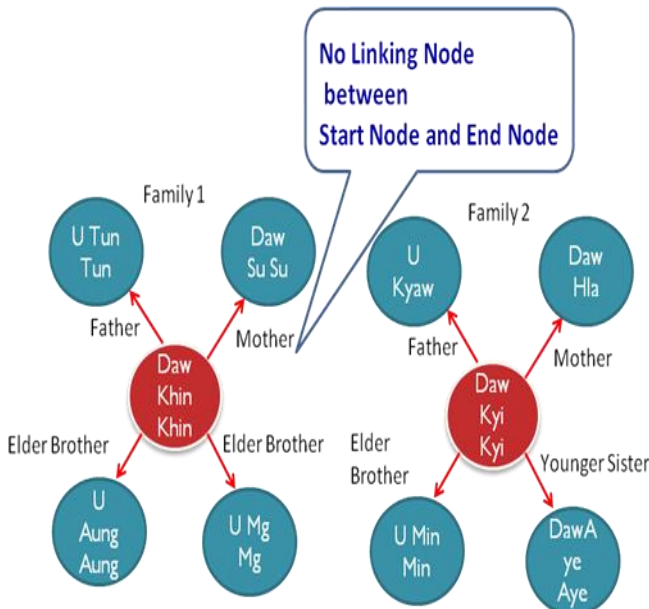 No Linking Node
between
Start Node and End Node
Family 1
U Tun
Tun
Daw
Su Su
Father
Mother
Daw
Khin
Khin
Elder Brother
Elder Brother
U
Aung
Aung
U Mg
Mg
Family 2
U
Kyaw
Daw
Hla
Father
Mother
Daw
Kyi
Kyi
Elder
Brother
Younger Sister
U Min
Min
DawA
ye
Aye